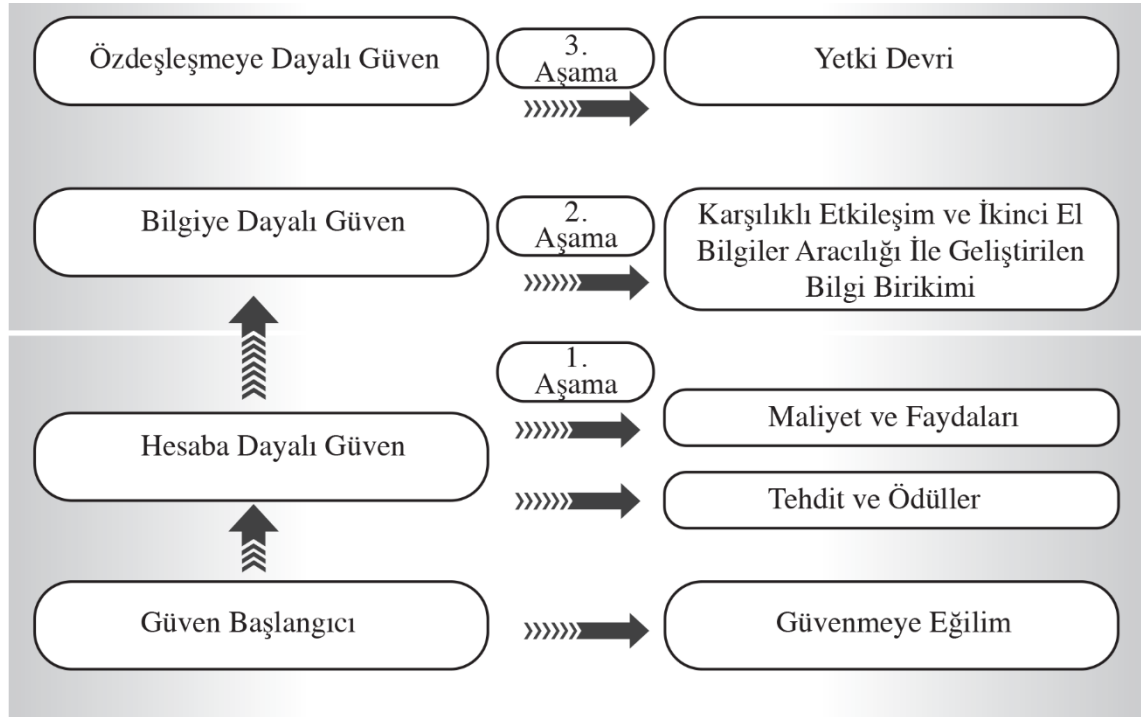 Özdeşleşmeye Dayalı Güven
3.
Aşama
Yetki Devri
Bilgiye Dayalı Güven
2.
Aşama
Karşılıklı Etkileşim ve İkinci El
Bilgiler Aracılığı İle Geliştirilen
Bilgi Birikimi
1.
Aşama
Hesaba Dayalı Güven
Maliyet ve Faydaları
Tehdit ve Ödüller
Güven Başlangıcı
Güvenmeye Eğilim